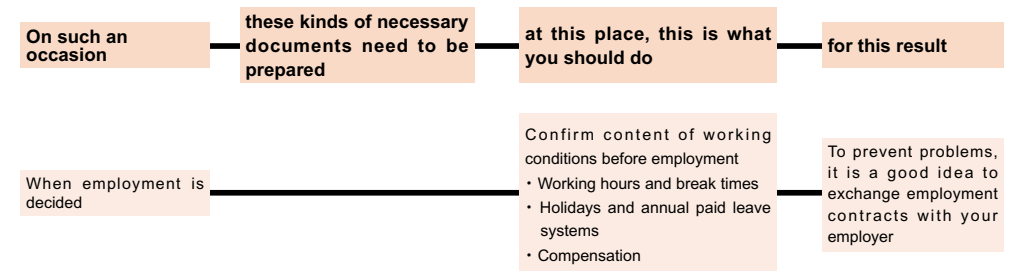 On such an
occasion
these kinds of necessary
documents need to be
prepared
at this place, this is what
you should do
for this result
When employment is
decided
Confirm content of working
conditions before employment
・Working hours and break times
・Holidays and annual paid leave
systems
・Compensation
To prevent problems,
it is a good idea to
exchange employment
contracts with your
employer